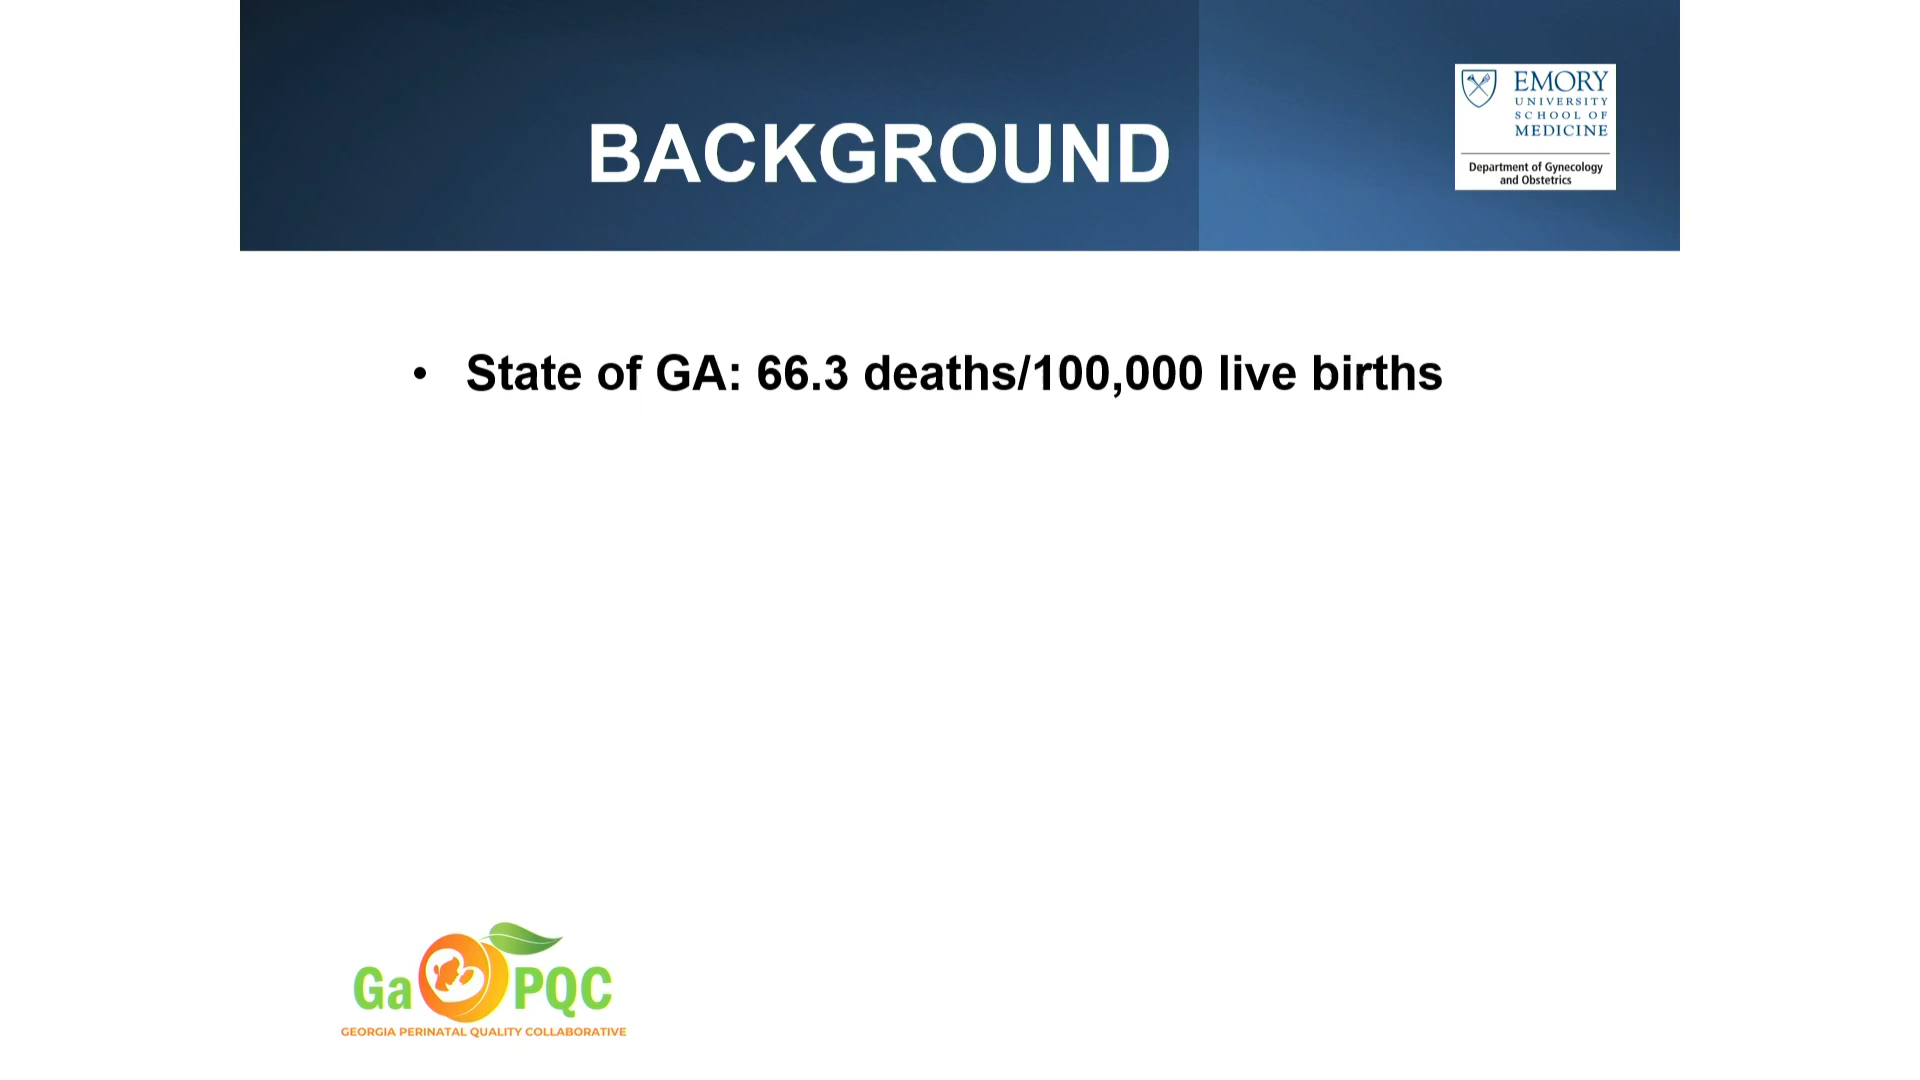 BACKGROUND
EMORY
UNIVERSITY
SCHOOL OF
MEDICINE
Department of Gynecology
and Obstetrics
• State of GA: 66.3 deaths/100,000 live births
Ga PQC
GEORGIA PERINATAL QUALITY COLLABORATIVE